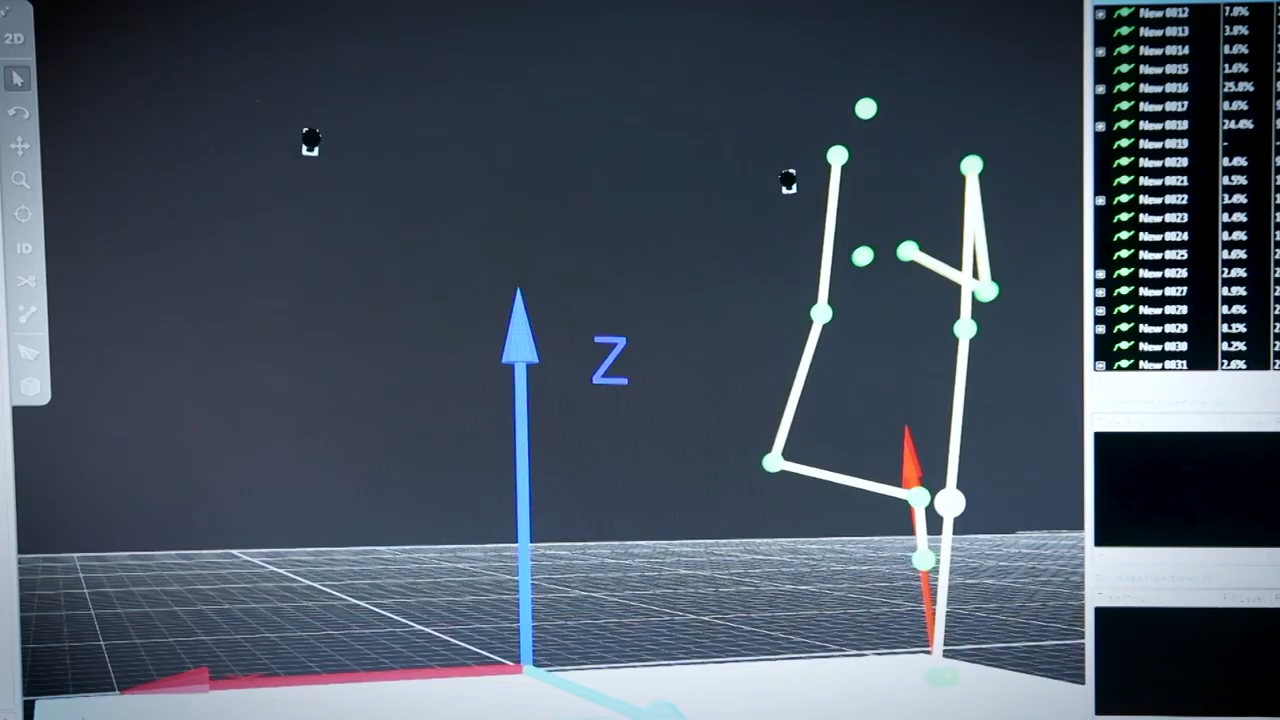 2D
ID
Z
New 0012 7.0%
New 0013 3.8%
New 0014 0.6%
New 0015 1.6%
New 0016 25.8%
New 0017 0.6%
New 0018 24.4%
New 0019 -
New 0020 0.4%
New 0021 0.5%
New 0022 3.4%
New 0023 0.4%
New 0024 0.4%
New 0025 0.6%
New 0026 2.6%
New 0027 0.9%
New 0028 0.4%
New 0029 0.1%
New 0030 0.2%
New 0031 2.6%